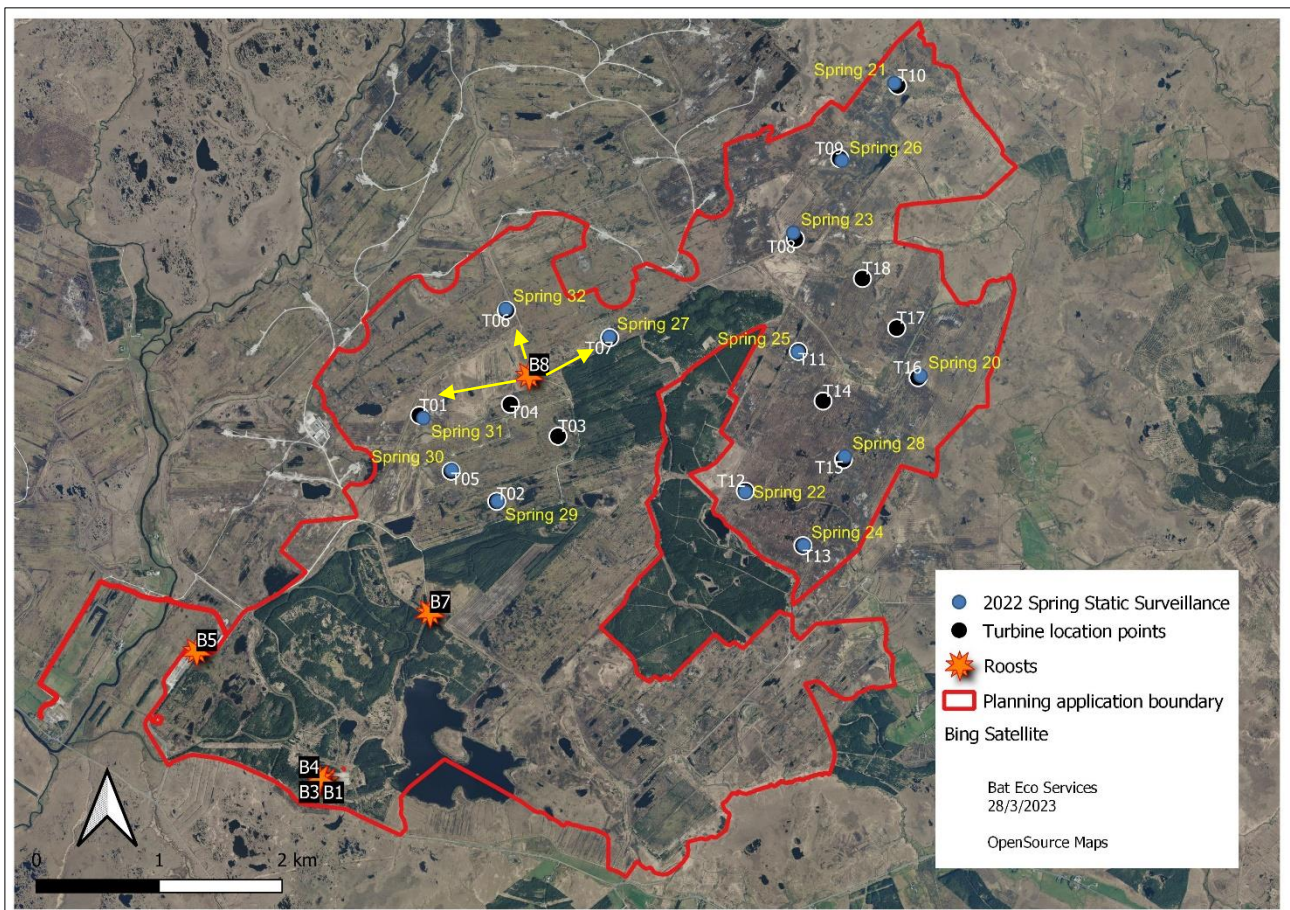 Spring 21
T10
T09
Spring 26
Spring 23
T08
T18
Spring 32
T06
Spring 27
T07
T17
Spring 25
T11
T16
Spring 20
B8
T01
T04
T14
Spring 31
T03
Spring 30
T05
Spring 28
T15
T02
T12
Spring 22
Spring 29
Spring 24
T13
B7
B5
B4
B3 B1
0 1 2 km
2022 Spring Static Surveillance
Turbine location points
Roosts
Planning application boundary
Bing Satellite
Bat Eco Services
28/3/2023
OpenSource Maps